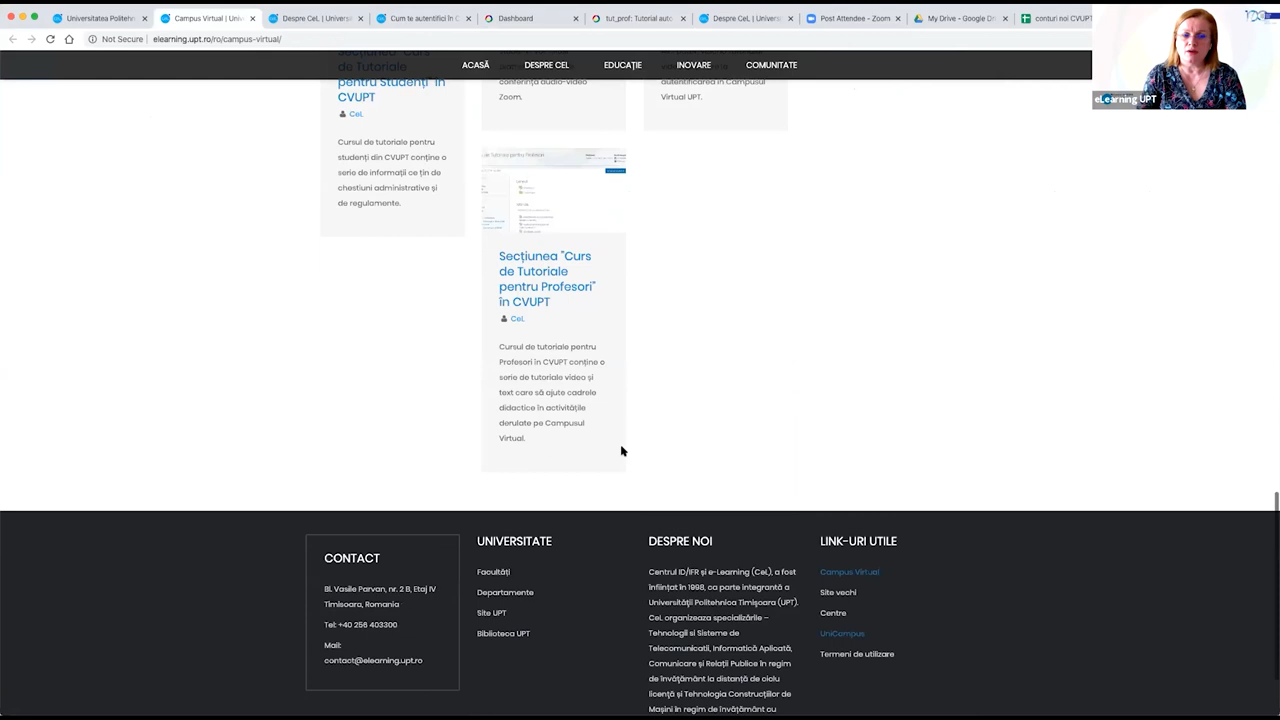 Universitatea Politehn
Campus Virtual | Uni
Despre CeL | Universi
Cum te autentifici în C
Dashboard
tut_prof: Tutorial auto
Despre CeL | Universi
Post Attendee - Zoom
My Drive - Google Dr
conturi noi CVUPT
Not Secure
elearning.upt.ro/ro/campus-virtual/
eLearning UPT
ACASĂ
DESPRE CEL
EDUCAȚIE
INOVARE
COMUNITATE
Secțiunea "Curs
de Tutoriale
pentru Studenți" în
CVUPT
CeL
Cursul de tutoriale pentru
studenți din CVUPT conține o
serie de informații ce țin de
chestiuni administrative și
de regulamente.
conferința audio-video
Zoom.
autentificarea în Campusul
Virtual UPT.
Secțiunea "Curs
de Tutoriale
pentru Profesori"
în CVUPT
CeL
Cursul de tutoriale pentru
Profesori în CVUPT conține o
serie de tutoriale video și
text care să ajute cadrele
didactice în activitățile
derulate pe Campusul
Virtual.
CONTACT
Bl. Vasile Parvan, nr. 2 B, Etaj IV
Timisoara, Romania
Tel: +40 256 403300
Mail:
contact@elearning.upt.ro
UNIVERSITATE
Facultăți
Departamente
Site UPT
Biblioteca UPT
DESPRE NOI
Centrul ID/IFR și e-Learning (CeL), a fost
înființat în 1998, ca parte integrantă a
Universității Politehnica Timișoara (UPT).
CeL organizeaza specializările –
Tehnologii si Sisteme de
Telecomunicatii, Informatică Aplicată,
Comunicare și Relații Publice în regim
de învățământ la distanță de ciclu
licență și Tehnologia Construcțiilor de
Mașini în regim de învățământ cu
LINK-URI UTILE
Campus Virtual
Site vechi
Centre
UniCampus
Termeni de utilizare